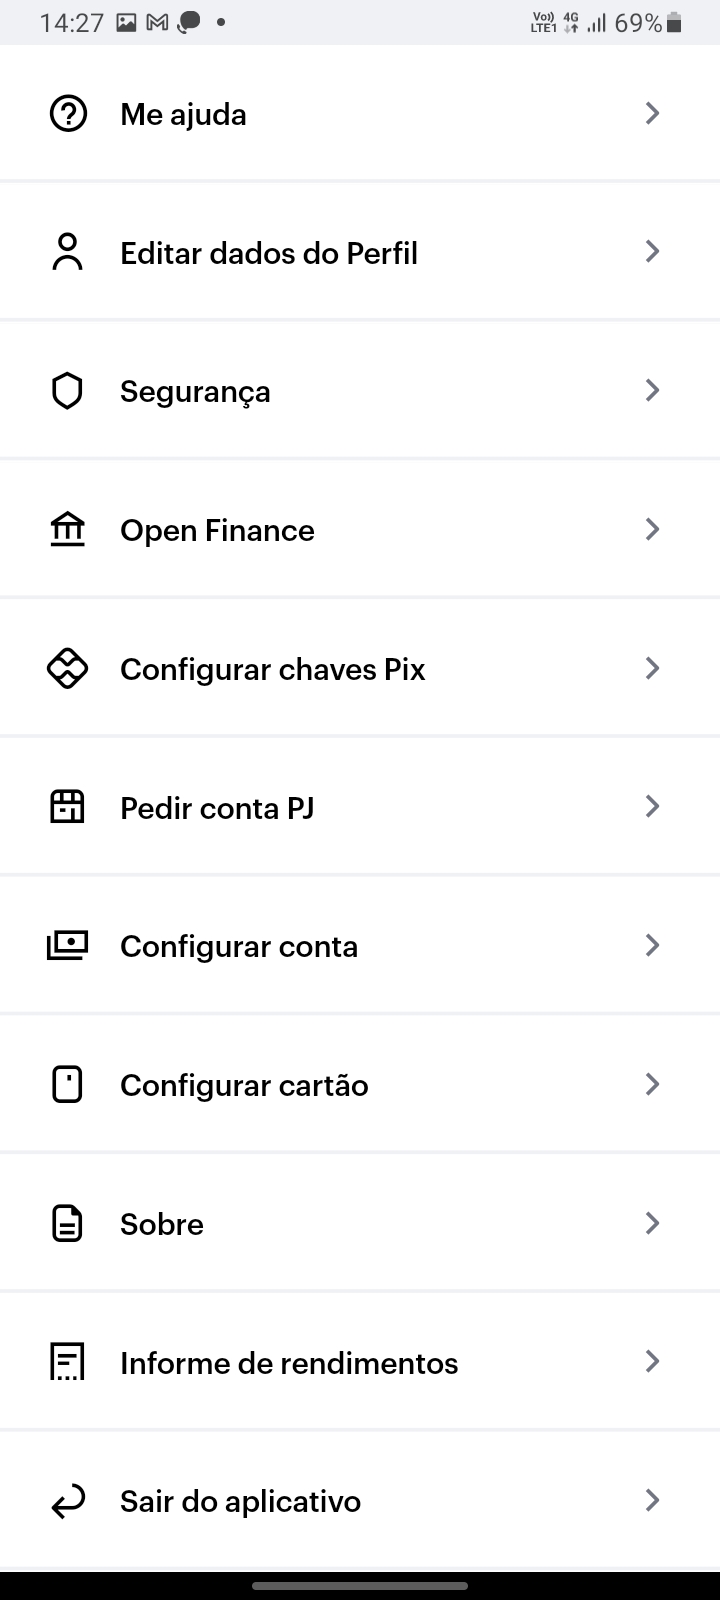 14:27 Vo)) LTE1 4G 69%
Me ajuda
Editar dados do Perfil
Segurança
Open Finance
Configurar chaves Pix
Pedir conta PJ
Configurar conta
Configurar cartão
Sobre
Informe de rendimentos
Sair do aplicativo